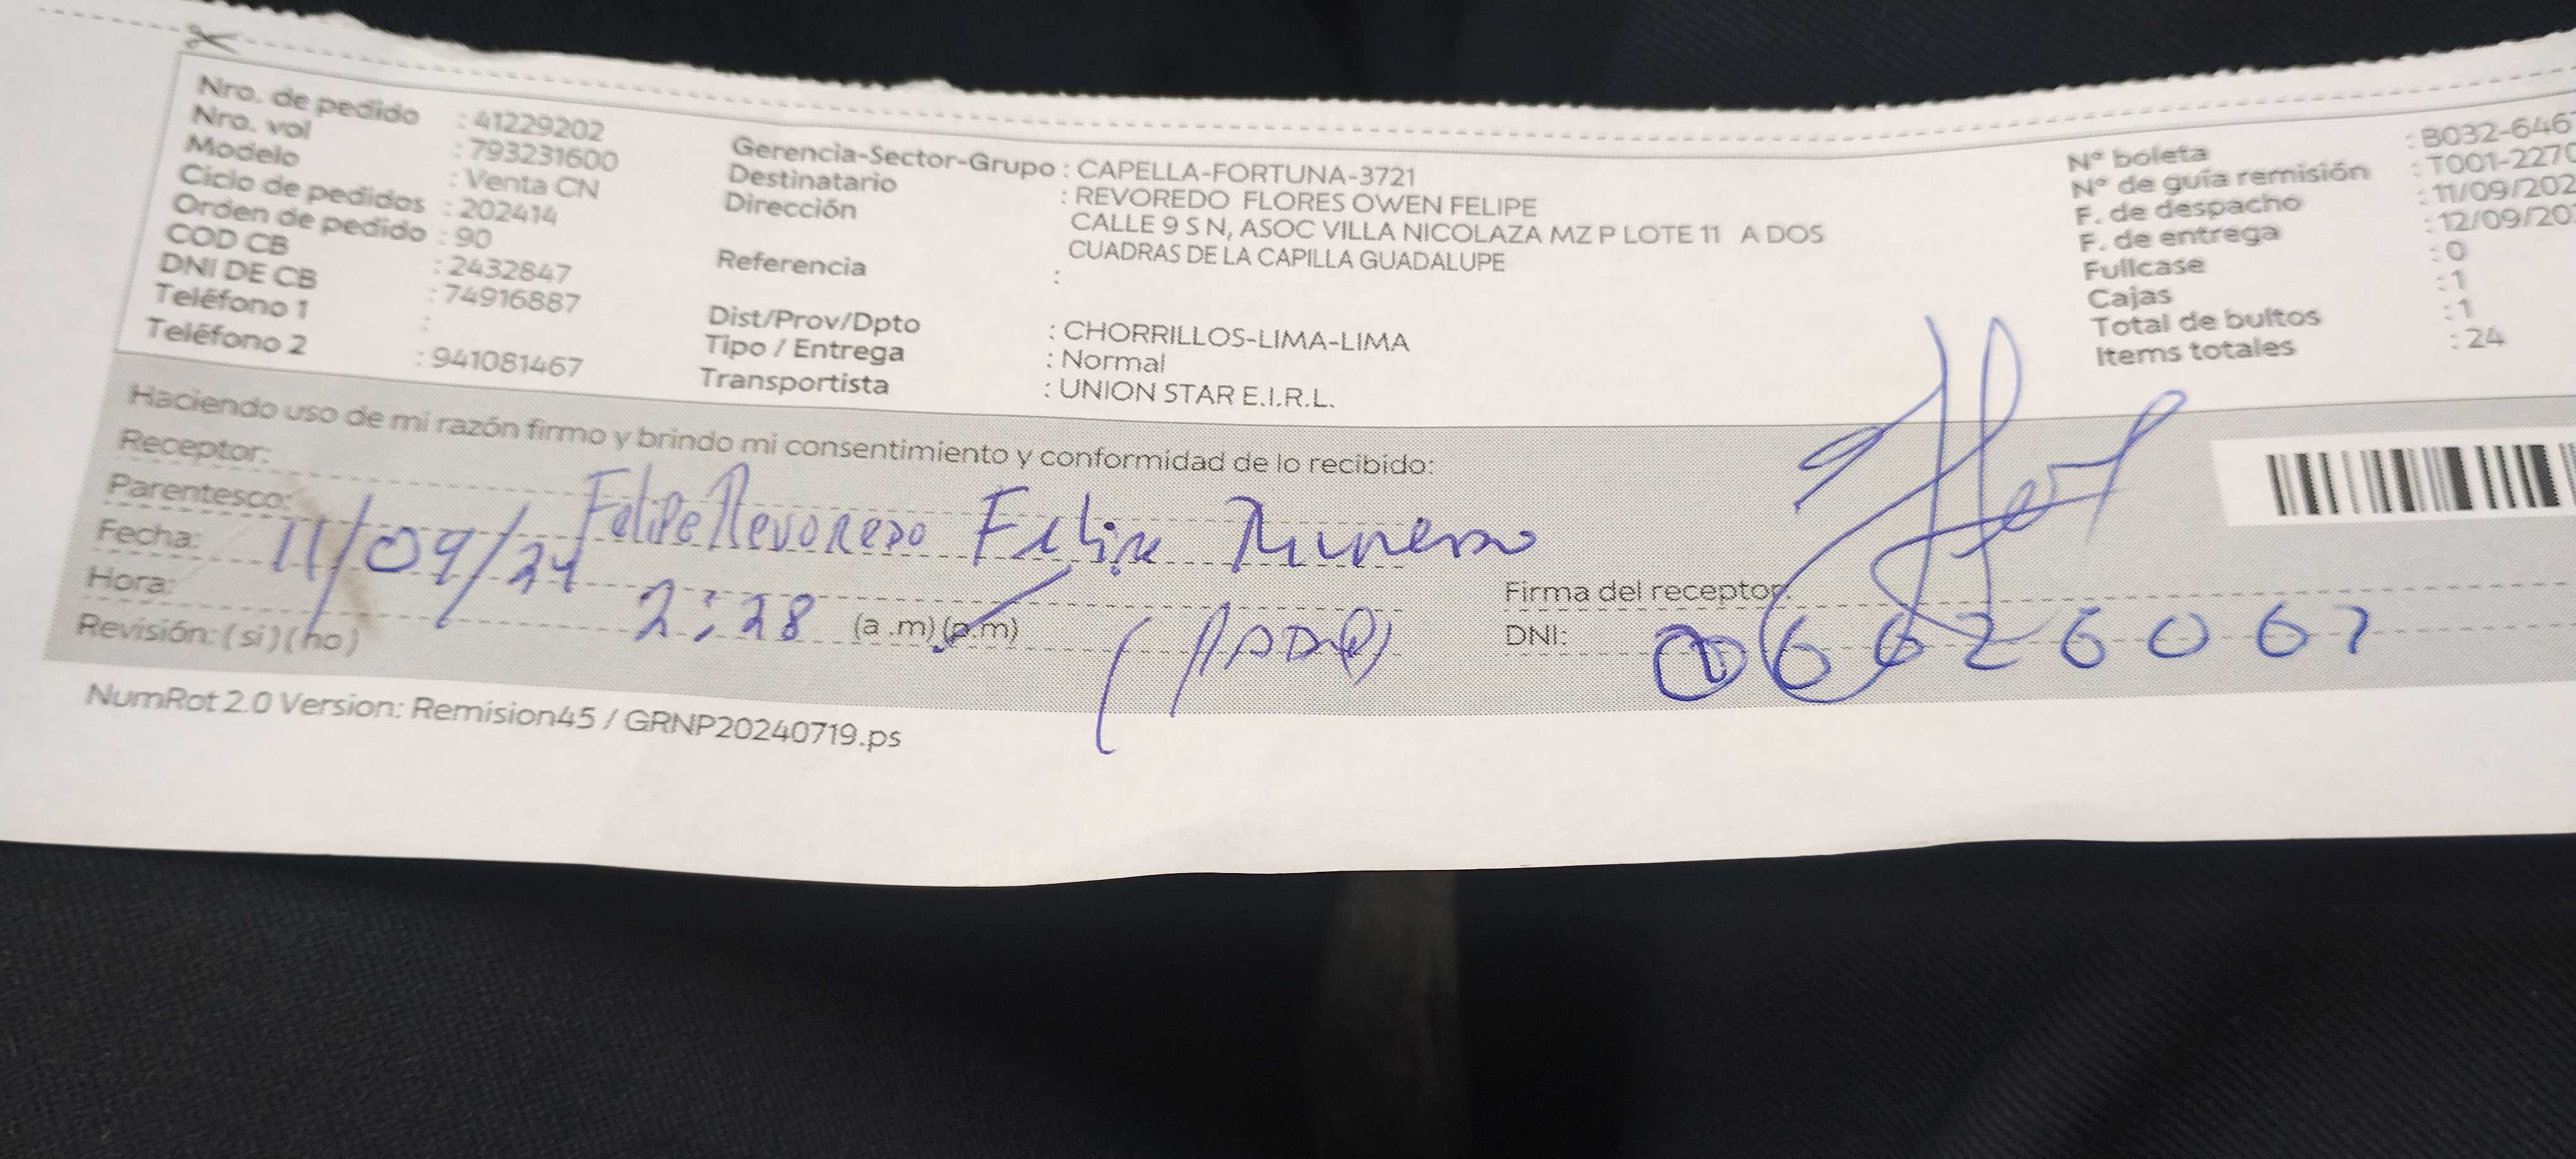 Nro. de pedido : 41229202
Nro. vol : 793231600
Modelo : Venta CN
Ciclo de pedidos : 202414
Orden de pedido : 90
COD CB : 2432847
DNI DE CB : 74916887
Teléfono 1 :
Teléfono 2 : 941081467
Gerencia-Sector-Grupo : CAPELLA-FORTUNA-3721
Destinatario : REVOREDO FLORES OWEN FELIPE
Dirección CALLE 9 S N, ASOC VILLA NICOLAZA MZ P LOTE 11 A DOS
CUADRAS DE LA CAPILLA GUADALUPE
Referencia :
Dist/Prov/Dpto : CHORRILLOS-LIMA-LIMA
Tipo / Entrega : Normal
Transportista : UNION STAR E.I.R.L.
N° boleta : B032-646
N° de guía remisión : T001-2270
F. de despacho : 11/09/202
F. de entrega : 12/09/20
Fullcase : 0
Cajas : 1
Total de bultos : 1
Items totales : 24
Haciendo uso de mi razón firmo y brindo mi consentimiento y conformidad de lo recibido:
Receptor: Felipe Revoredo Felipe
Parentesco:
Fecha: 11/09/24
Hora: 2:28 (a .m) (p.m)
Revisión: ( si ) ( no )
Firma del receptor:
DNI: 06626067
NumRot 2.0 Version: Remision45 / GRNP20240719.ps